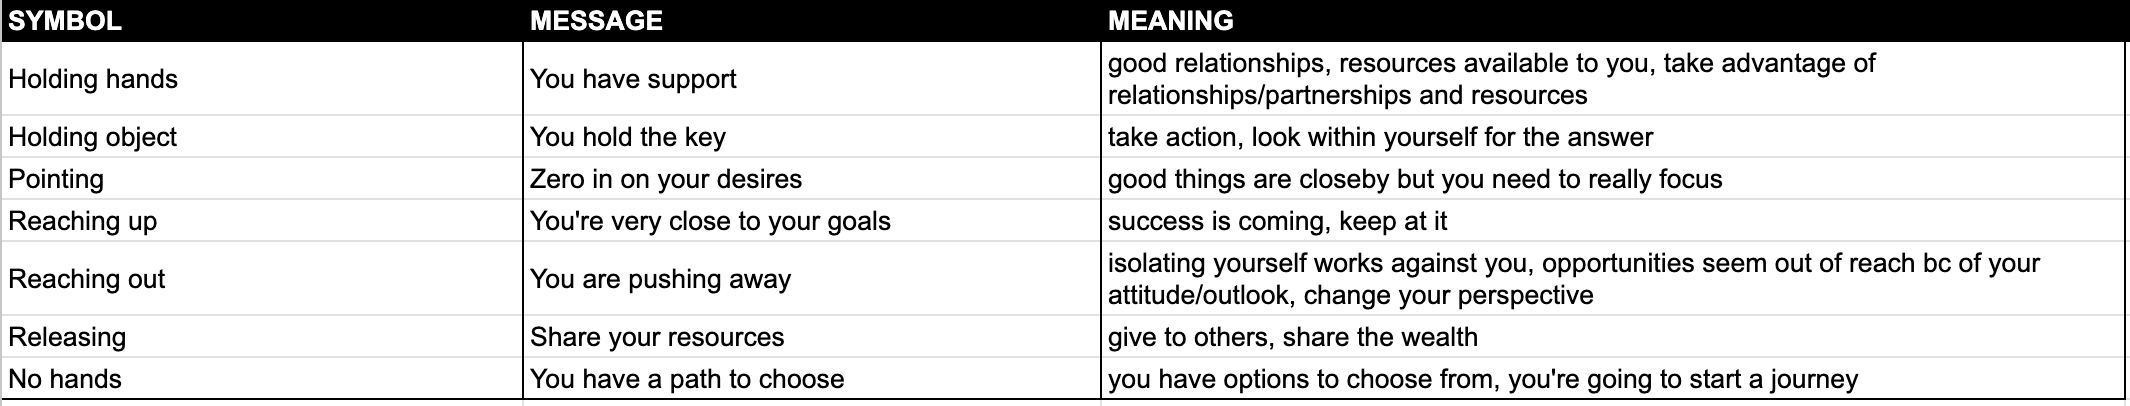 SYMBOL MESSAGE MEANING
Holding hands You have support good relationships, resources available to you, take advantage of
relationships/partnerships and resources
Holding object You hold the key take action, look within yourself for the answer
Pointing Zero in on your desires good things are closeby but you need to really focus
Reaching up You're very close to your goals success is coming, keep at it
Reaching out You are pushing away isolating yourself works against you, opportunities seem out of reach bc of your
attitude/outlook, change your perspective
Releasing Share your resources give to others, share the wealth
No hands You have a path to choose you have options to choose from, you're going to start a journey